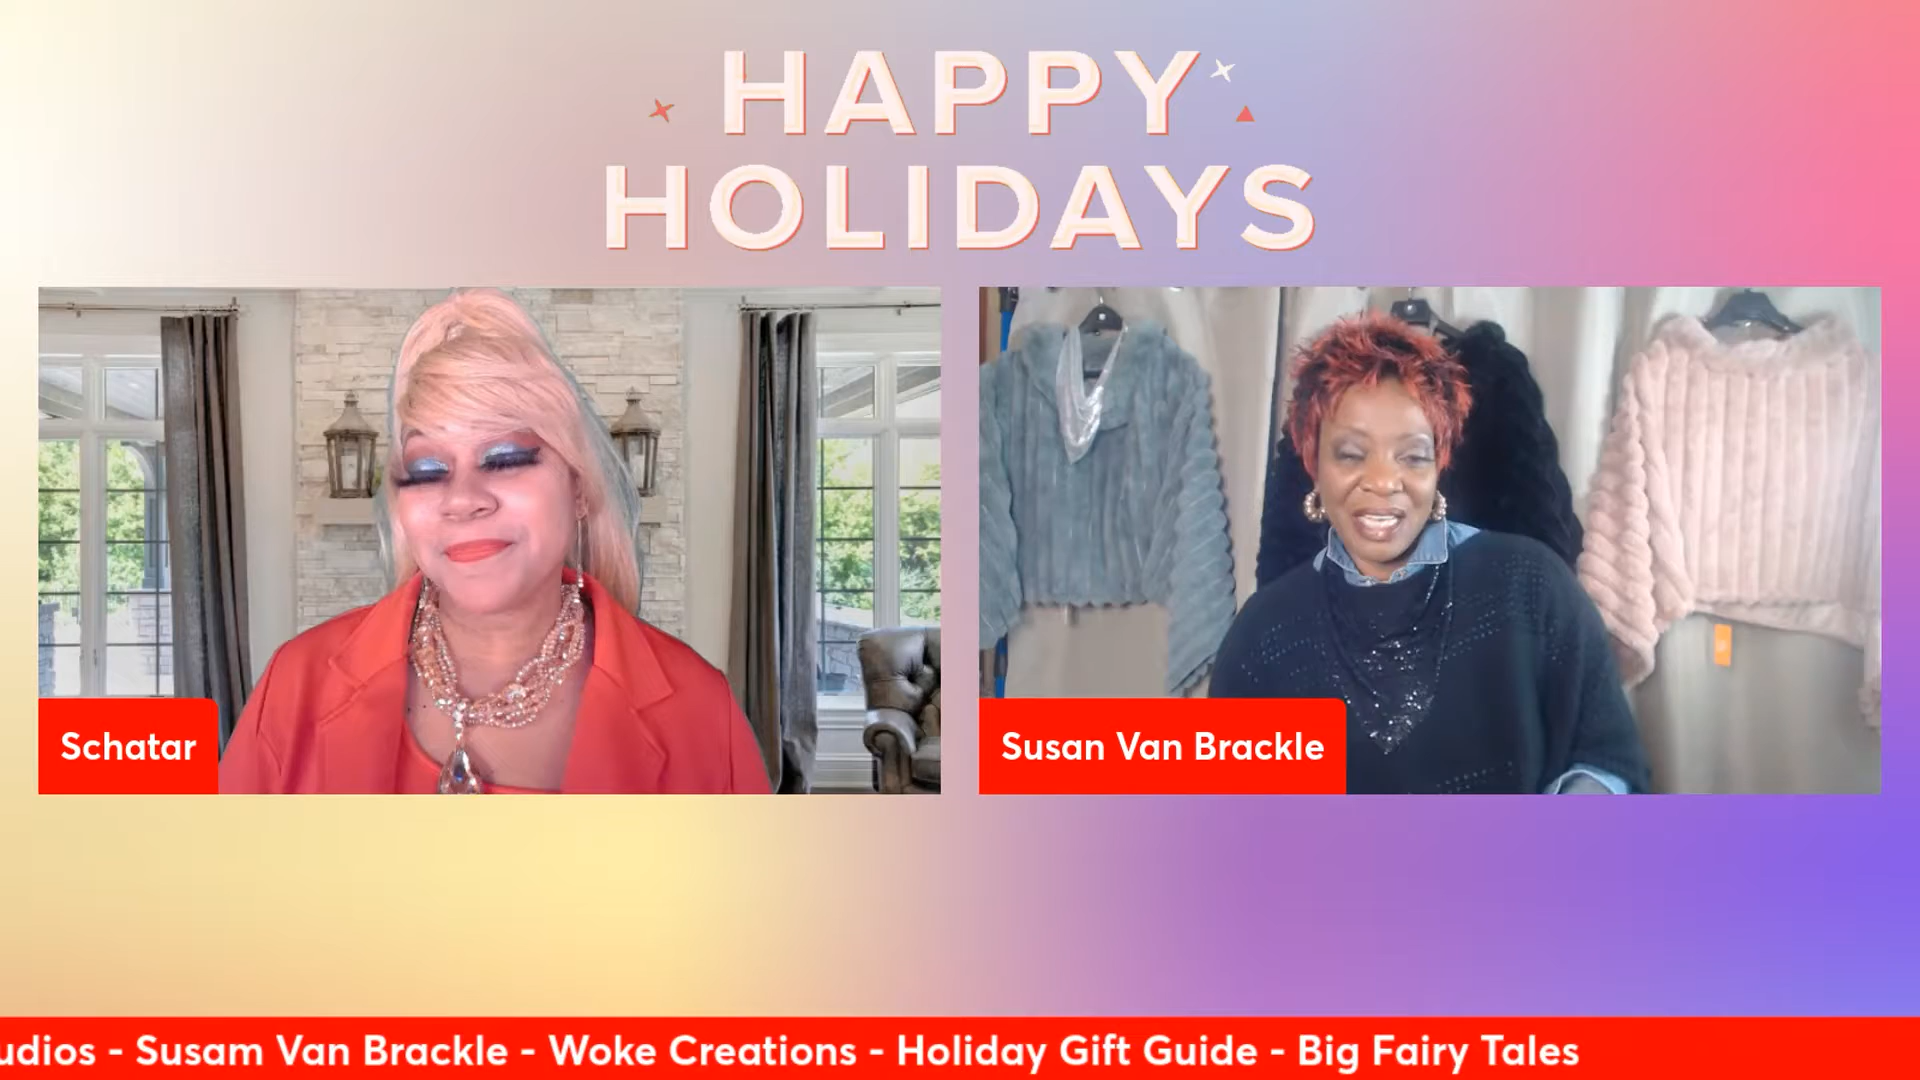 HAPPY
HOLIDAYS
Schatar
Susan Van Brackle
udios - Susam Van Brackle - Woke Creations - Holiday Gift Guide - Big Fairy Tales